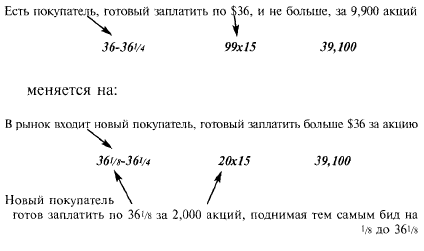 Есть покупатель, готовый заплатить по $36, и не больше, за 9,900 акций
36-36¹/₄ 99x15 39,100
меняется на:
В рынок входит новый покупатель, готовый заплатить больше $36 за акцию
36¹/₈-36¹/₄ 20x15 39,100
Новый покупатель
готов заплатить по 36¹/₈ за 2,000 акций, поднимая тем самым бид на
¹/₈ до 36¹/₈